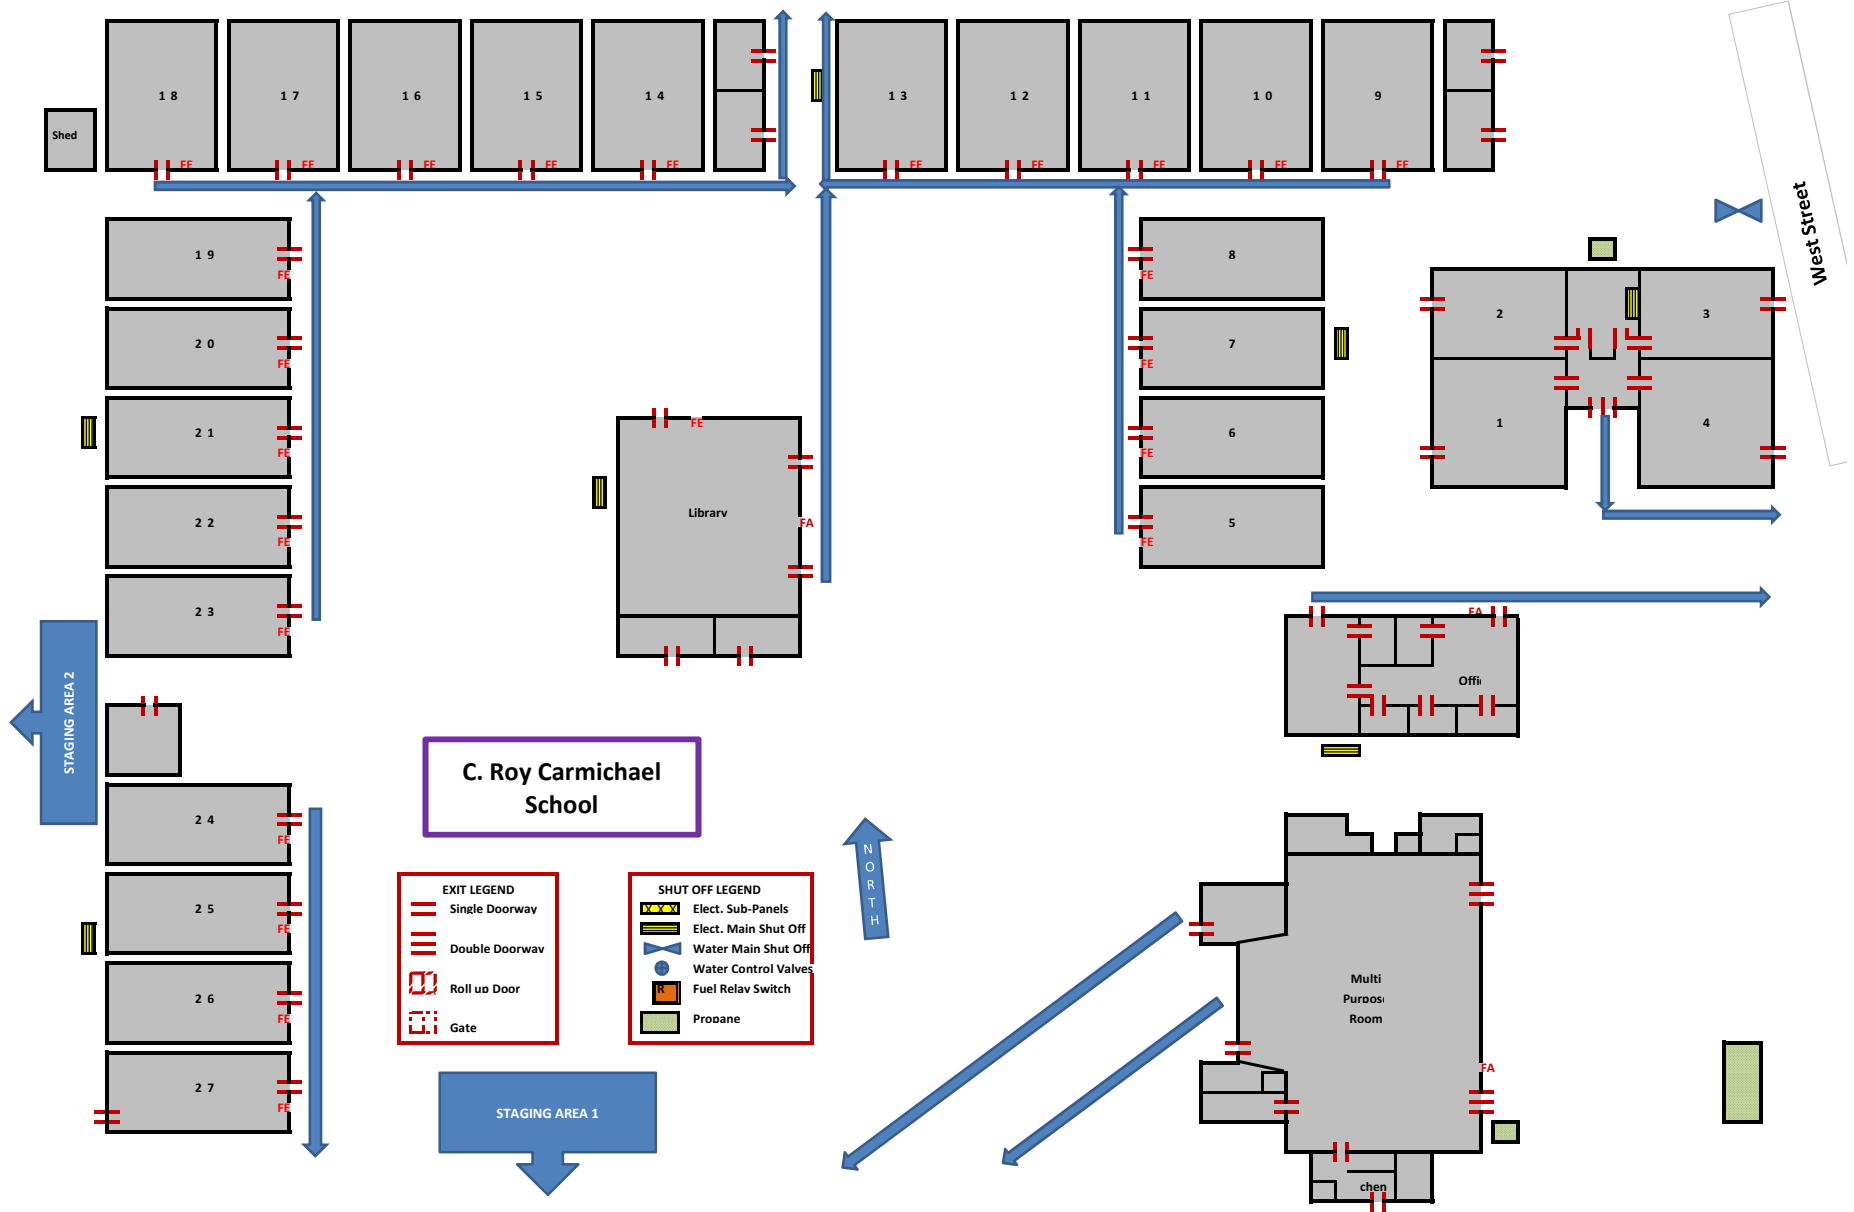 1 8
1 7
1 6
1 5
1 4
1 3
1 2
1 1
1 0
9
Shed
FE
FE
FE
FE
FE
FE
FE
FE
FE
FE
West Street
1 9
FE
8
FE
2 0
FE
7
FE
2
3
2 1
FE
6
FE
1
4
2 2
FE
5
FE
2 3
FE
FE
Library
FA
FA
Offi
STAGING AREA 2
C. Roy Carmichael
School
2 4
FE
2 5
FE
2 6
FE
2 7
FE
NORTH
EXIT LEGEND
Single Doorway
Double Doorway
Roll up Door
Gate
SHUT OFF LEGEND
Elect. Sub-Panels
Elect. Main Shut Off
Water Main Shut Off
Water Control Valves
R
Fuel Relay Switch
Propane
Multi
Purpose
Room
FA
chen
STAGING AREA 1